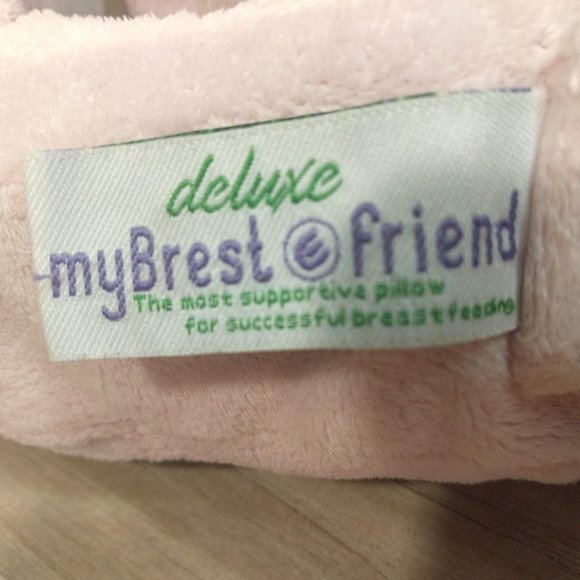 deluxe
myBrest e friend
The most supportive pillow
for successful breastfeeding